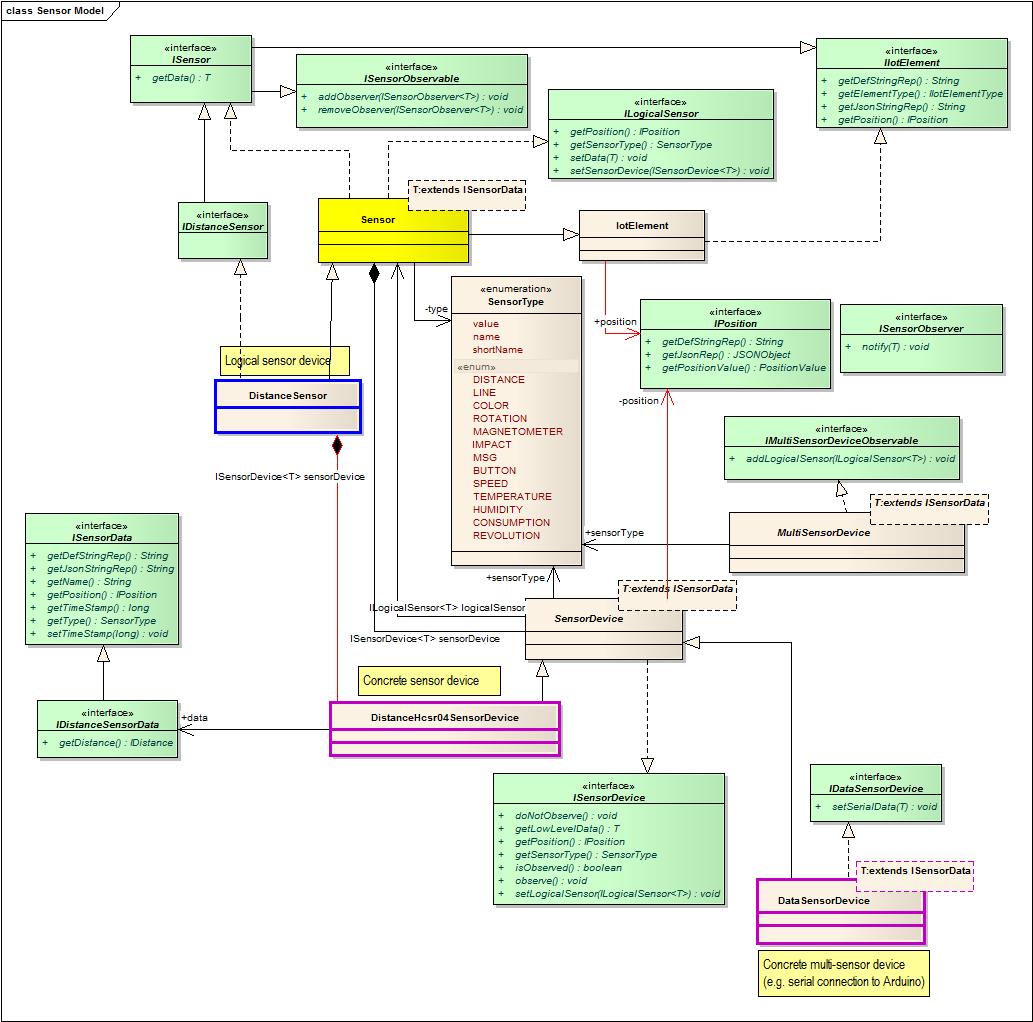 class Sensor Model
«interface»
ISensor
+ getData() : T
«interface»
ISensorObservable
+ addObserver(ISensorObserver<T>) : void
+ removeObserver(ISensorObserver<T>) : void
«interface»
IIotElement
+ getDefStringRep() : String
+ getElementType() : IIotElementType
+ getJsonStringRep() : String
+ getPosition() : IPosition
«interface»
ILogicalSensor
+ getPosition() : IPosition
+ getSensorType() : SensorType
+ setData(T) : void
+ setSensorDevice(ISensorDevice<T>) : void
«interface»
IDistanceSensor
T:extends ISensorData
Sensor
IotElement
«enumeration»
SensorType
value
name
shortName
«enum»
DISTANCE
LINE
COLOR
ROTATION
MAGNETOMETER
IMPACT
MSG
BUTTON
SPEED
TEMPERATURE
HUMIDITY
CONSUMPTION
REVOLUTION
-type
+position
«interface»
IPosition
+ getDefStringRep() : String
+ getJsonRep() : JSONObject
+ getPositionValue() : PositionValue
«interface»
ISensorObserver
+ notify(T) : void
Logical sensor device
DistanceSensor
-position
«interface»
IMultiSensorDeviceObservable
+ addLogicalSensor(ILogicalSensor<T>) : void
ISensorDevice<T> sensorDevice
T:extends ISensorData
MultiSensorDevice
+sensorType
«interface»
ISensorData
+ getDefStringRep() : String
+ getJsonStringRep() : String
+ getName() : String
+ getPosition() : IPosition
+ getTimeStamp() : long
+ getType() : SensorType
+ setTimeStamp(long) : void
+sensorType
T:extends ISensorData
ILogicalSensor<T> logicalSensor
SensorDevice
ISensorDevice<T> sensorDevice
Concrete sensor device
DistanceHcsr04SensorDevice
+data
«interface»
IDistanceSensorData
+ getDistance() : IDistance
«interface»
ISensorDevice
+ doNotObserve() : void
+ getLowLevelData() : T
+ getPosition() : IPosition
+ getSensorType() : SensorType
+ isObserved() : boolean
+ observe() : void
+ setLogicalSensor(ILogicalSensor<T>) : void
«interface»
IDataSensorDevice
+ setSerialData(T) : void
T:extends ISensorData
DataSensorDevice
Concrete multi-sensor device
(e.g. serial connection to Arduino)